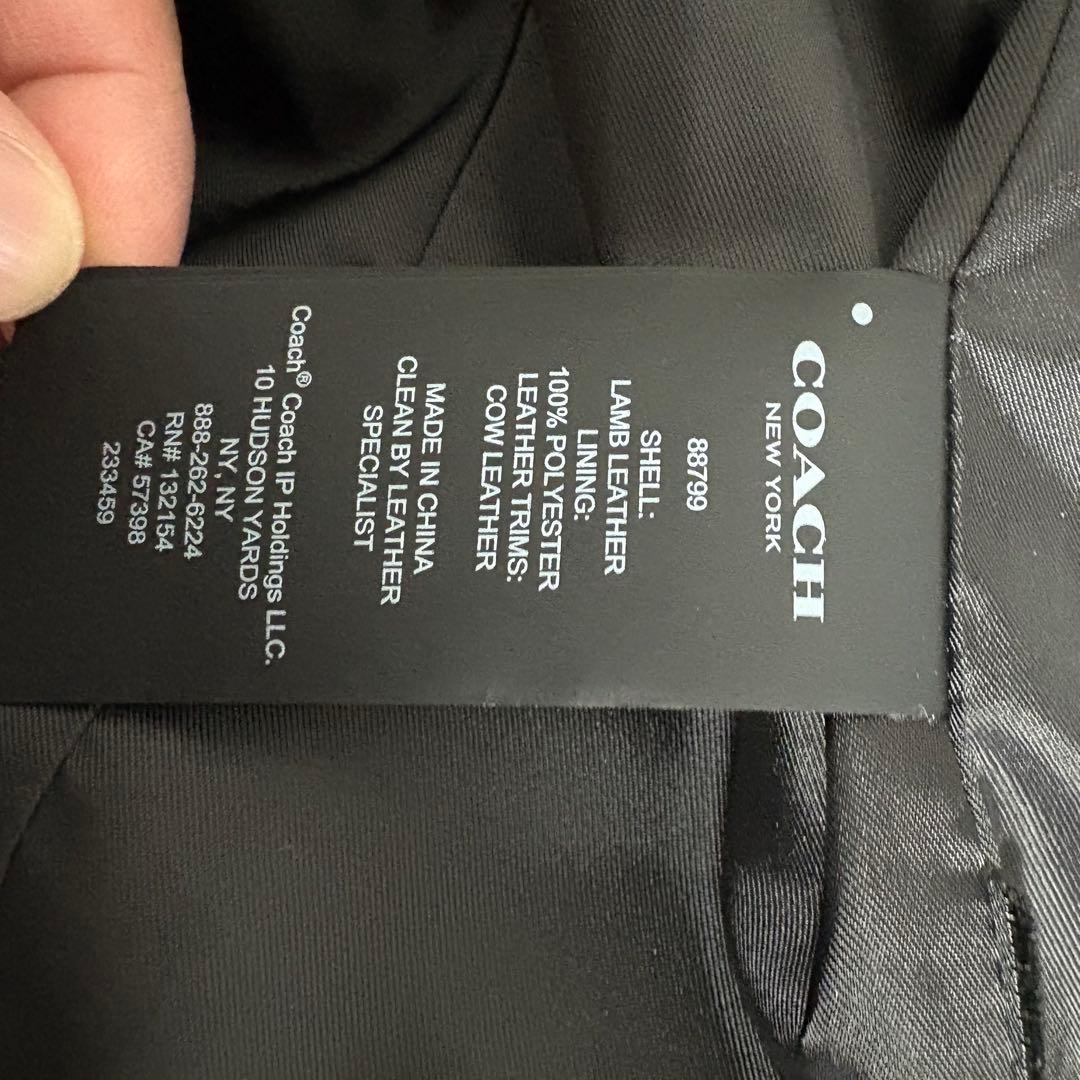 COACH
NEW YORK
88799
SHELL:
LAMB LEATHER
LINING:
100% POLYESTER
LEATHER TRIMS:
COW LEATHER
MADE IN CHINA
CLEAN BY LEATHER
SPECIALIST
Coach® Coach IP Holdings LLC.
10 HUDSON YARDS
NY, NY
888-262-6224
RN# 132154
CA# 57398
233459